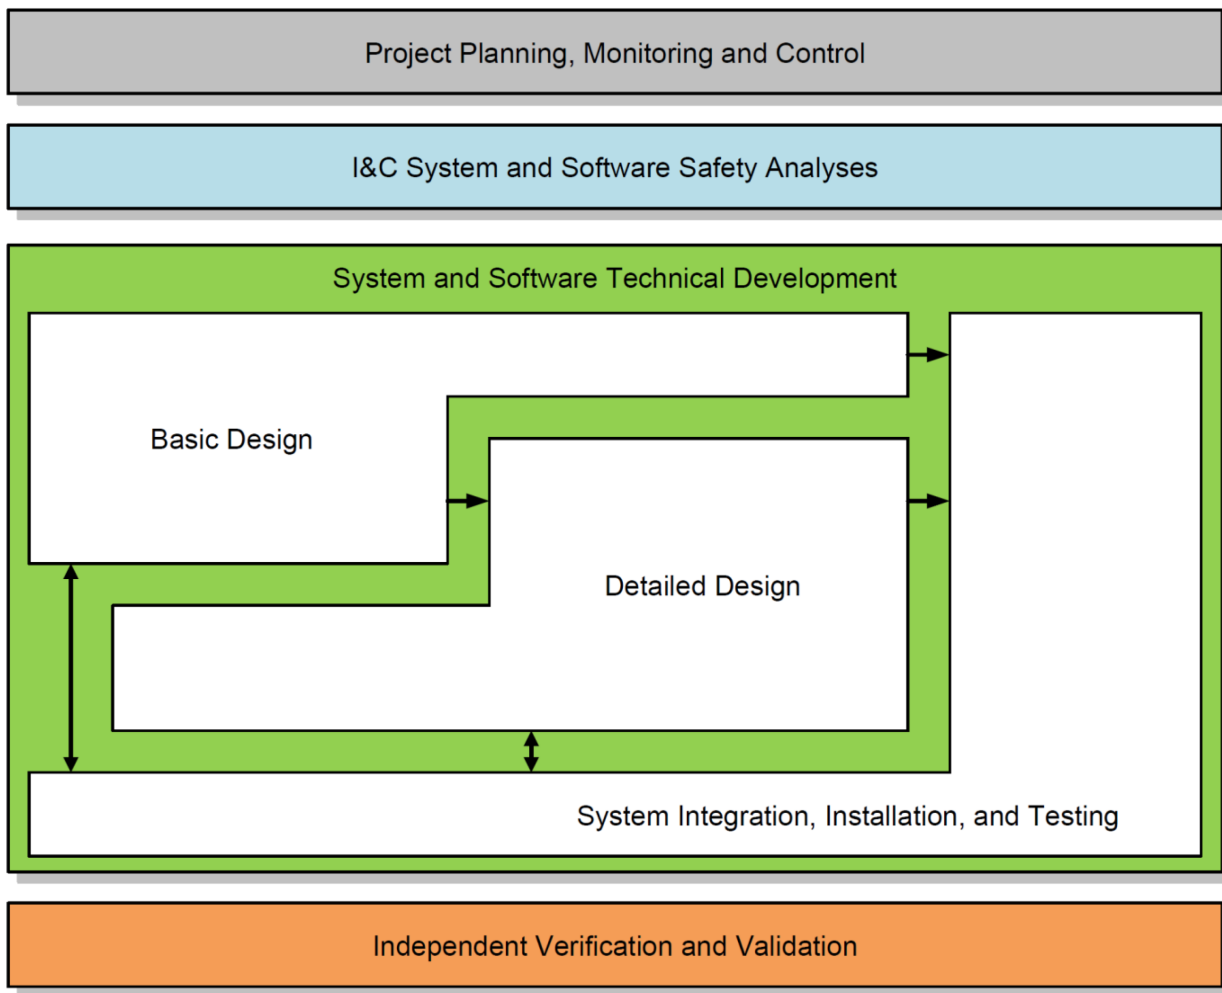 Project Planning, Monitoring and Control
I&C System and Software Safety Analyses
System and Software Technical Development
Basic Design
Detailed Design
System Integration, Installation, and Testing
Independent Verification and Validation